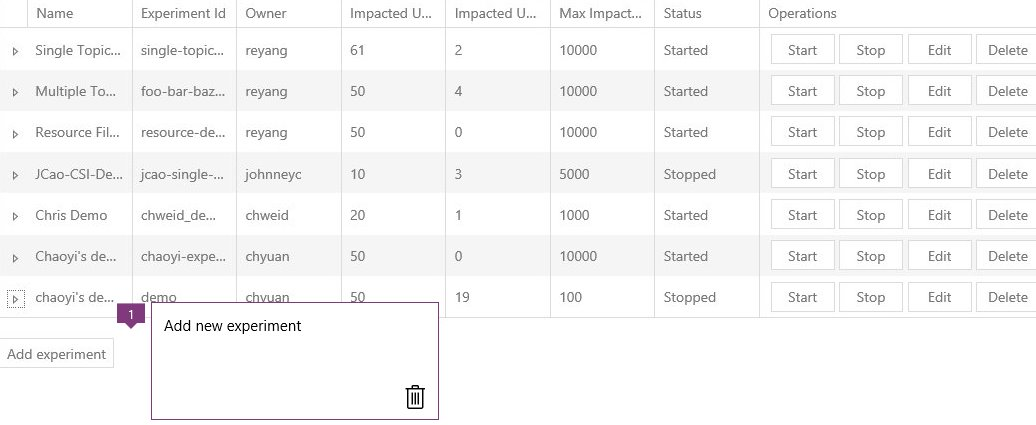 Name Experiment Id Owner Impacted U... Impacted U... Max Impact... Status Operations
Single Topic... single-topic... reyang 61 2 10000 Started Start Stop Edit Delete
Multiple To... foo-bar-baz... reyang 50 4 10000 Started Start Stop Edit Delete
Resource Fil... resource-de... reyang 50 0 10000 Started Start Stop Edit Delete
JCao-CSI-De... jcao-single-... johnneyc 10 3 5000 Stopped Start Stop Edit Delete
Chris Demo chweid_de... chweid 20 1 1000 Started Start Stop Edit Delete
Chaoyi's de... chaoyi-expe... chyuan 50 0 10000 Started Start Stop Edit Delete
chaoyi's de... demo chyuan 50 19 100 Stopped Start Stop Edit Delete
1
Add new experiment
Add experiment